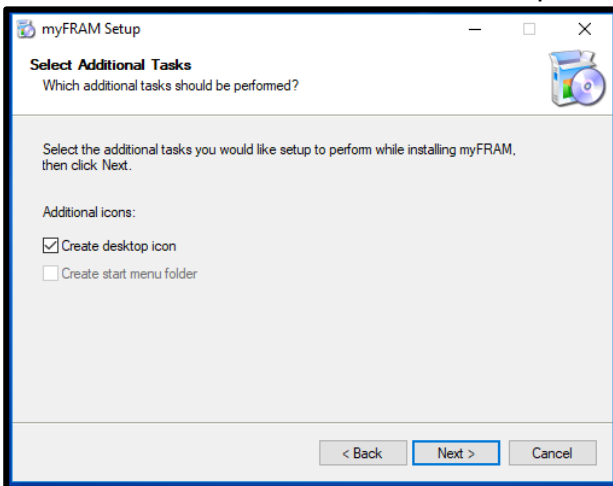 myFRAM Setup
Select Additional Tasks
Which additional tasks should be performed?
Select the additional tasks you would like setup to perform while installing myFRAM,
then click Next.
Additional icons:
Create desktop icon
Create start menu folder
< Back Next > Cancel